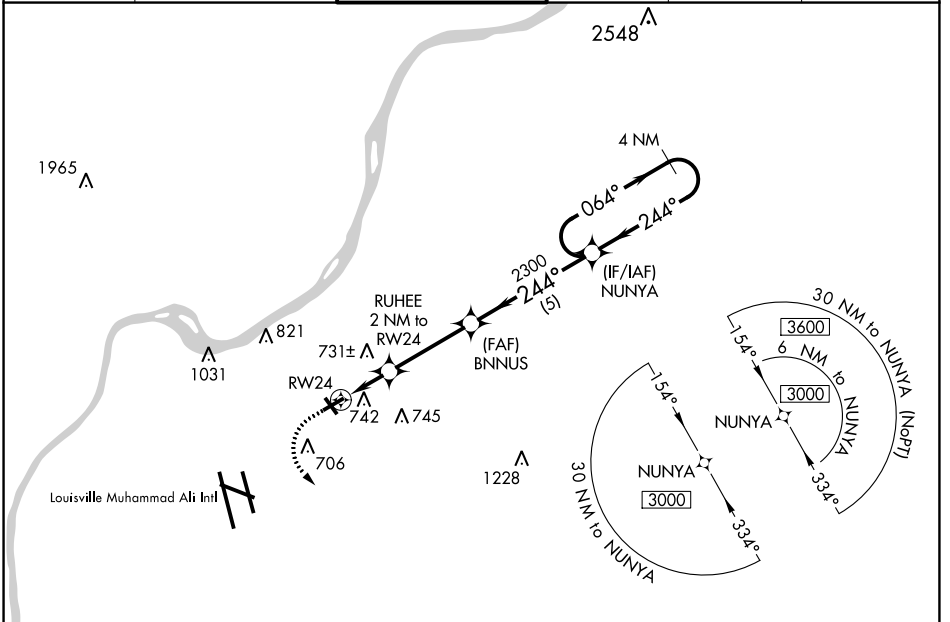 2548
4 NM
1965
064°
244°
2300
244°
(5)
(IF/IAF)
NUNYA
RUHEE
2 NM to
RW24
(FAF)
BNNUS
821
731±
1031
RW24
742
745
706
1228
Louisville Muhammad Ali Intl
30 NM to NUNYA (NoPT)
3600
154°
6 NM to NUNYA
3000
NUNYA
334°
154°
NUNYA
3000
334°
30 NM to NUNYA